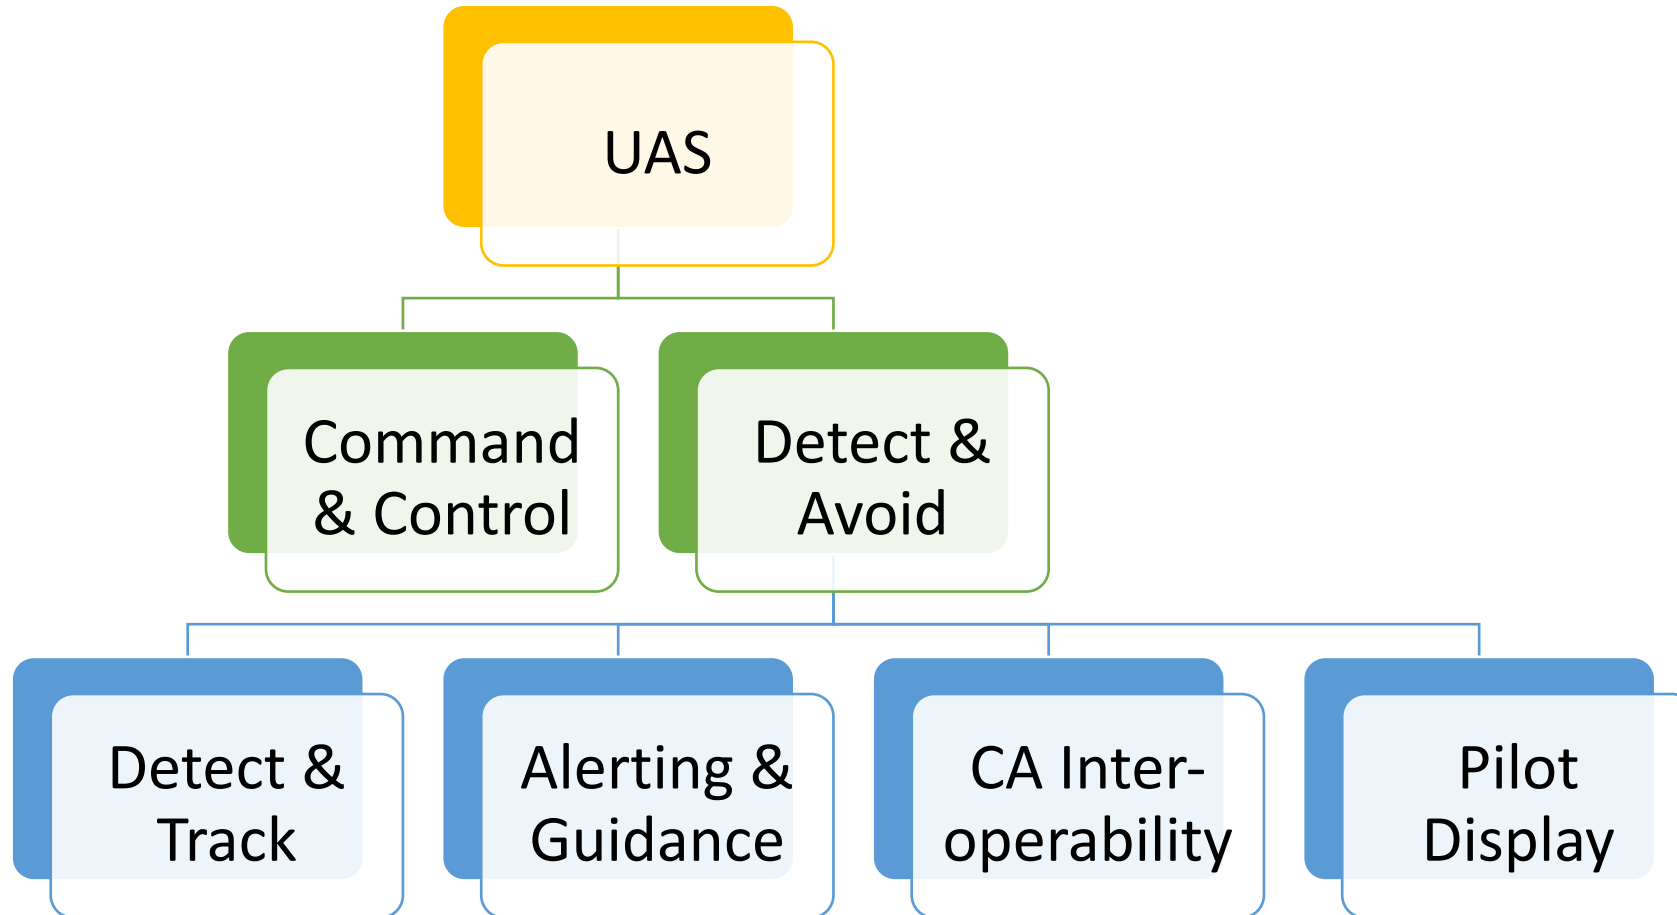 UAS
Command
& Control
Detect &
Avoid
Detect &
Track
Alerting &
Guidance
CA Inter-
operability
Pilot
Display